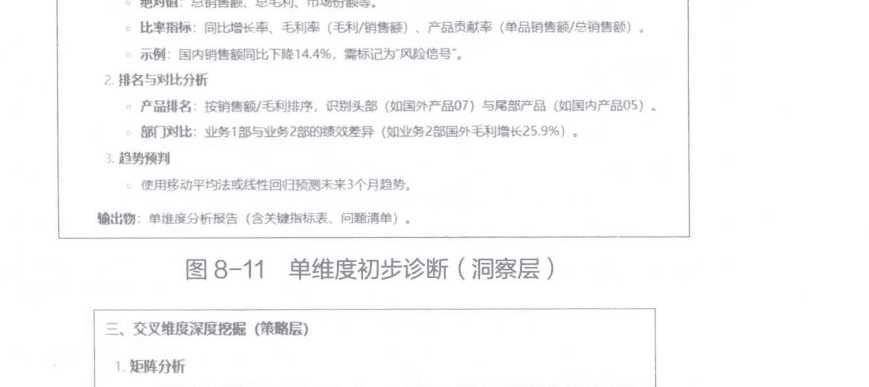 绝对值：总销售额、总毛利、市场份额等。
比率指标：同比增长率、毛利率（毛利/销售额）、产品贡献率（单品销售额/总销售额）。
示例：国内销售额同比下降14.4%，需标记为“风险信号”。
2. 排名与对比分析
产品排名：按销售额/毛利排序，识别头部（如国外产品07）与尾部产品（如国内产品05）。
部门对比：业务1部与业务2部的绩效差异（如业务2部国外毛利增长25.9%）。
3. 趋势预判
使用移动平均法或线性回归预测未来3个月趋势。
输出物：单维度分析报告（含关键指标表、问题清单）。
图 8-11 单维度初步诊断（洞察层）
三、交叉维度深度挖掘（策略层）
1. 矩阵分析